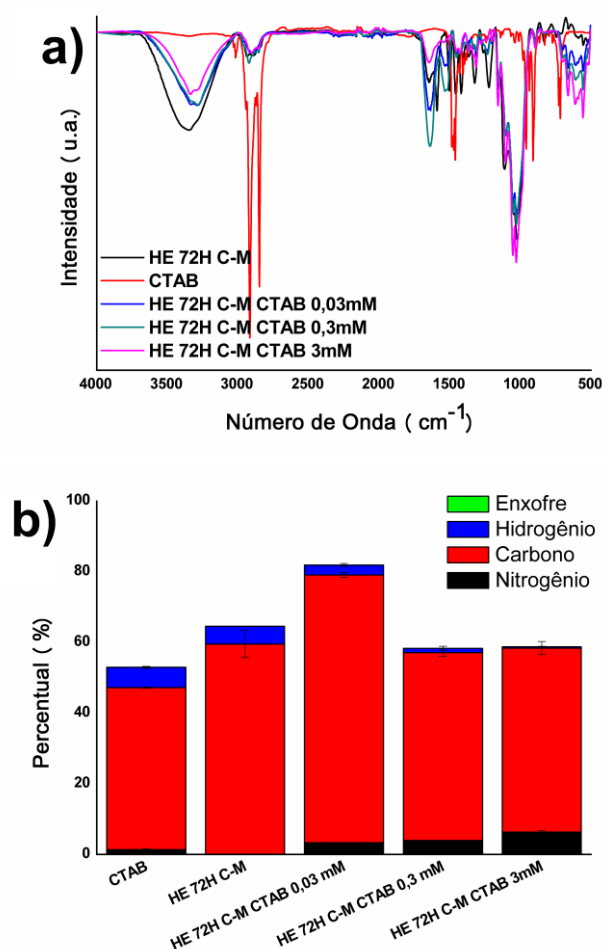 a)
Intensidade ( u.a.)
HE 72H C-M
CTAB
HE 72H C-M CTAB 0,03mM
HE 72H C-M CTAB 0,3mM
HE 72H C-M CTAB 3mM
4000 3500 3000 2500 2000 1500 1000 500
Número de Onda ( cm-1)
b)
Percentual (%)
100
80
60
40
20
0
Enxofre
Hidrogênio
Carbono
Nitrogênio
CTAB
HE 72H C-M
HE 72H C-M CTAB 0,03 mM
HE 72H C-M CTAB 0,3 mM
HE 72H C-M CTAB 3mM